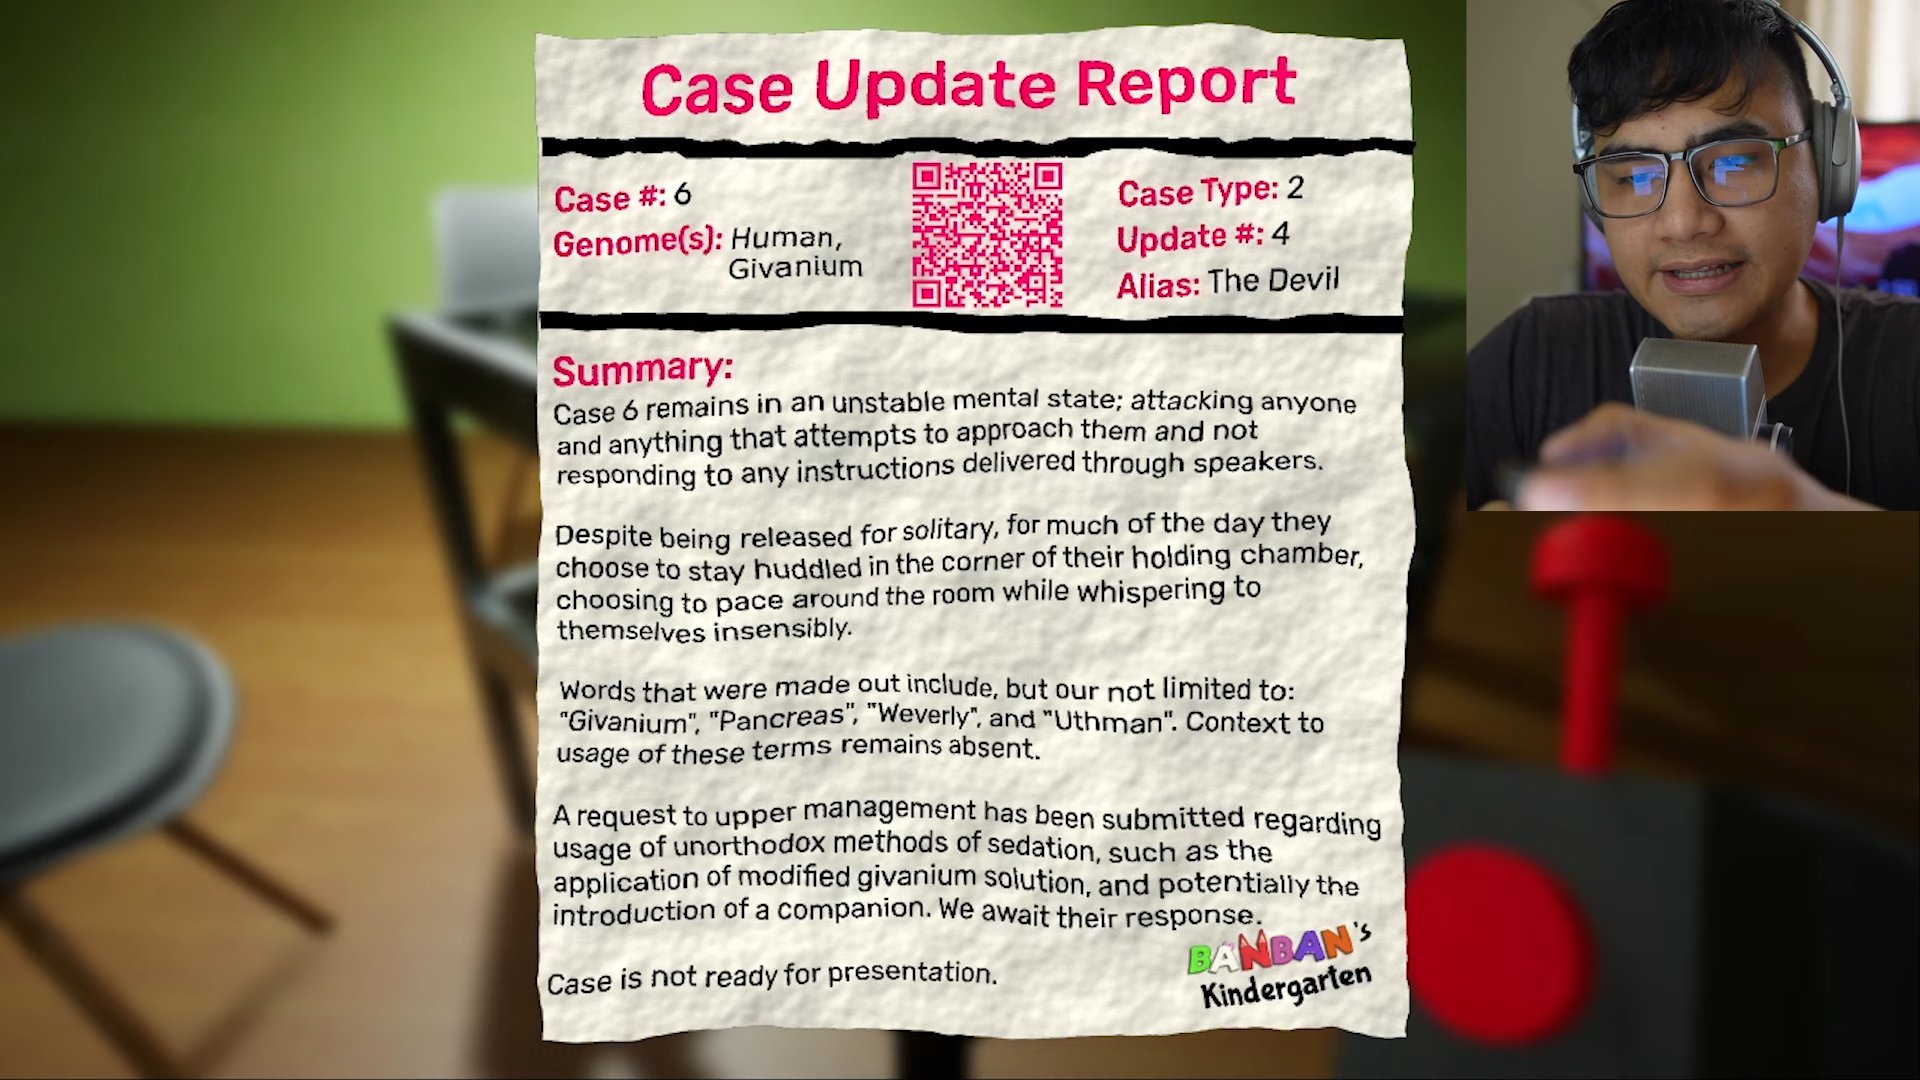 Case Update Report
Case #: 6
Genome(s): Human,
Givanium
Case Type: 2
Update #: 4
Alias: The Devil
Summary:
Case 6 remains in an unstable mental state; attacking anyone
and anything that attempts to approach them and not
responding to any instructions delivered through speakers.
Despite being released for solitary, for much of the day they
choose to stay huddled in the corner of their holding chamber,
choosing to pace around the room while whispering to
themselves insensibly.
Words that were made out include, but our not limited to:
"Givanium", "Pancreas", "Weverly", and "Uthman". Context to
usage of these terms remains absent.
A request to upper management has been submitted regarding
usage of unorthodox methods of sedation, such as the
application of modified givanium solution, and potentially the
introduction of a companion. We await their response.
Case is not ready for presentation.
BANBAN's
Kindergarten